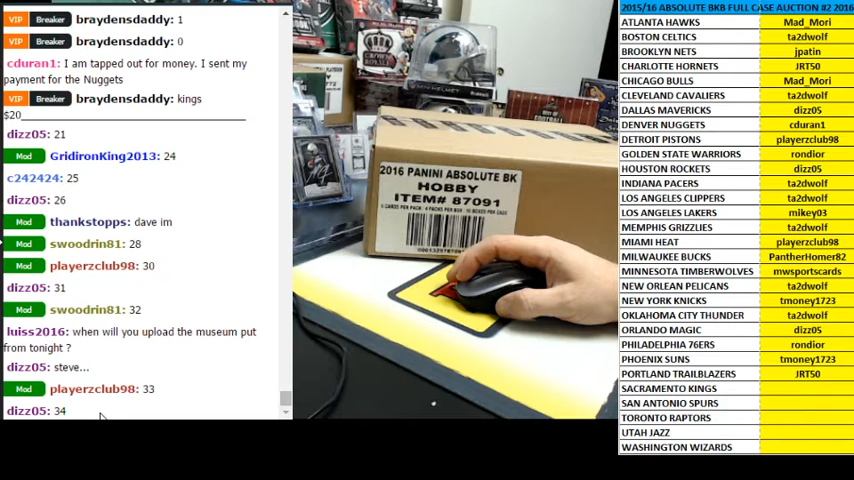 VIP Breaker braydensdaddy: 1
VIP Breaker braydensdaddy: 0
cduran1: I am tapped out for money. I sent my
payment for the Nuggets
VIP Breaker braydensdaddy: kings
$20
dizz05: 21
Mod GridironKing2013: 24
c242424: 25
dizz05: 26
Mod thankstopps: dave im
Mod swoodrin81: 28
Mod playerzclub98: 30
dizz05: 31
Mod swoodrin81: 32
luiss2016: when will you upload the museum put
from tonight ?
dizz05: steve...
Mod playerzclub98: 33
dizz05: 34
CROWN
ROYALE
2016 PANINI ABSOLUTE BK
HOBBY
ITEM# 87091
2015/16 ABSOLUTE BKB FULL CASE AUCTION #2 2016
ATLANTA HAWKS Mad_Mori
BOSTON CELTICS ta2dwolf
BROOKLYN NETS jpatin
CHARLOTTE HORNETS JRT50
CHICAGO BULLS Mad_Mori
CLEVELAND CAVALIERS ta2dwolf
DALLAS MAVERICKS dizz05
DENVER NUGGETS cduran1
DETROIT PISTONS playerzclub98
GOLDEN STATE WARRIORS rondior
HOUSTON ROCKETS dizz05
INDIANA PACERS ta2dwolf
LOS ANGELES CLIPPERS ta2dwolf
LOS ANGELES LAKERS mikey03
MEMPHIS GRIZZLIES ta2dwolf
MIAMI HEAT playerzclub98
MILWAUKEE BUCKS PantherHomer82
MINNESOTA TIMBERWOLVES mwsportscards
NEW ORLEAN PELICANS ta2dwolf
NEW YORK KNICKS tmoney1723
OKLAHOMA CITY THUNDER ta2dwolf
ORLANDO MAGIC dizz05
PHILADELPHIA 76ERS rondior
PHOENIX SUNS tmoney1723
PORTLAND TRAILBLAZERS JRT50
SACRAMENTO KINGS
SAN ANTONIO SPURS
TORONTO RAPTORS
UTAH JAZZ
WASHINGTON WIZARDS